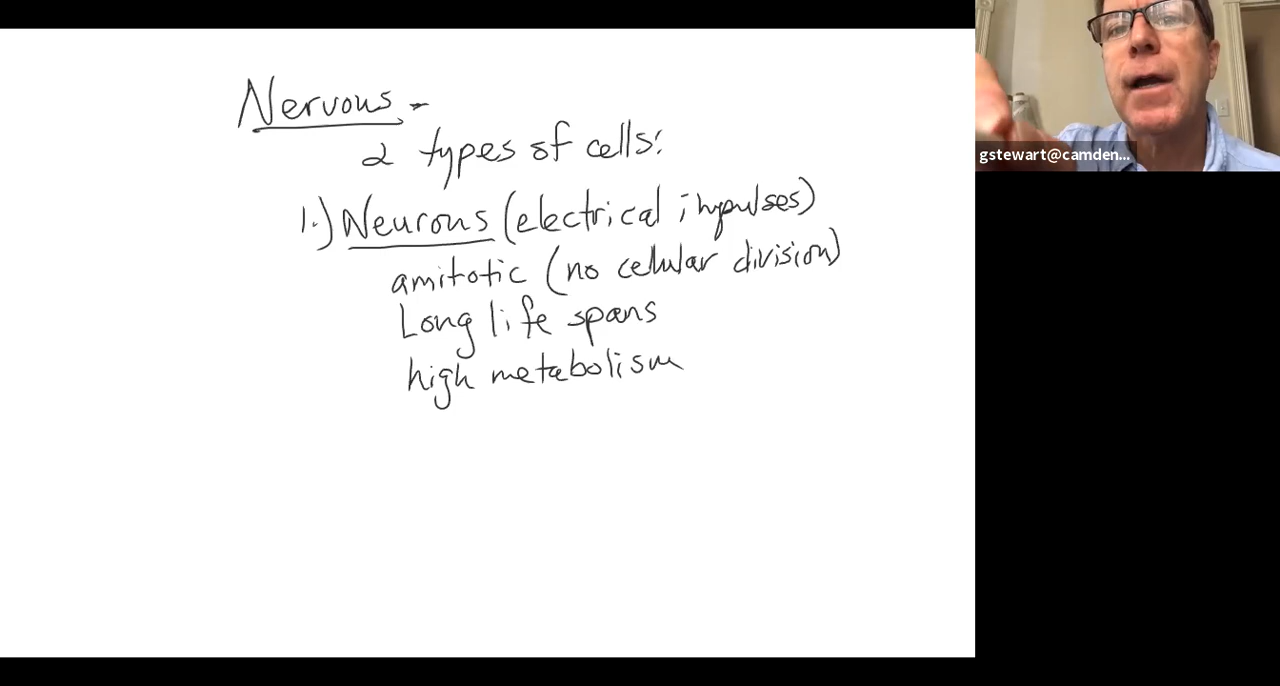 Nervous -
2 types of cells:
1.) Neurons (electrical impulses)
amitotic (no cellular division)
Long life spans
high metabolism
gstewart@camden...